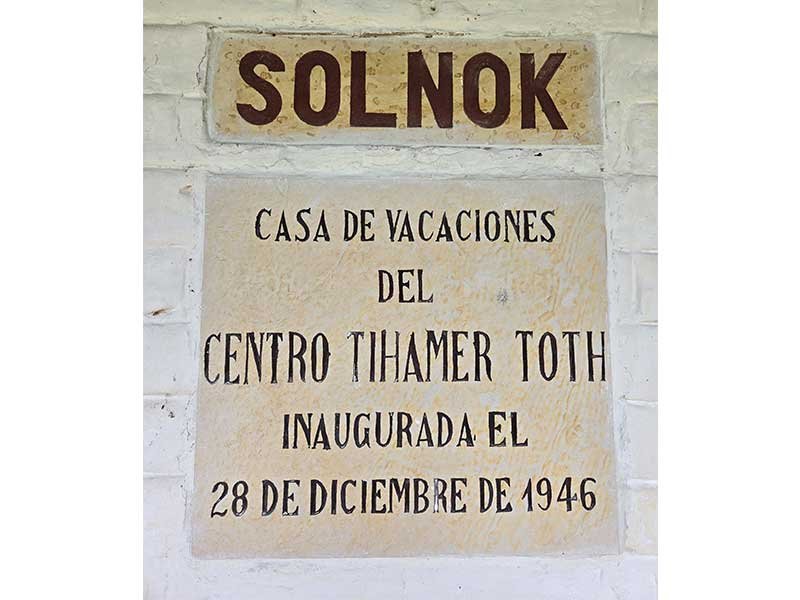 SOLNOK
CASA DE VACACIONES
DEL
CENTRO TIHAMER TOTH
INAUGURADA EL
28 DE DICIEMBRE DE 1946